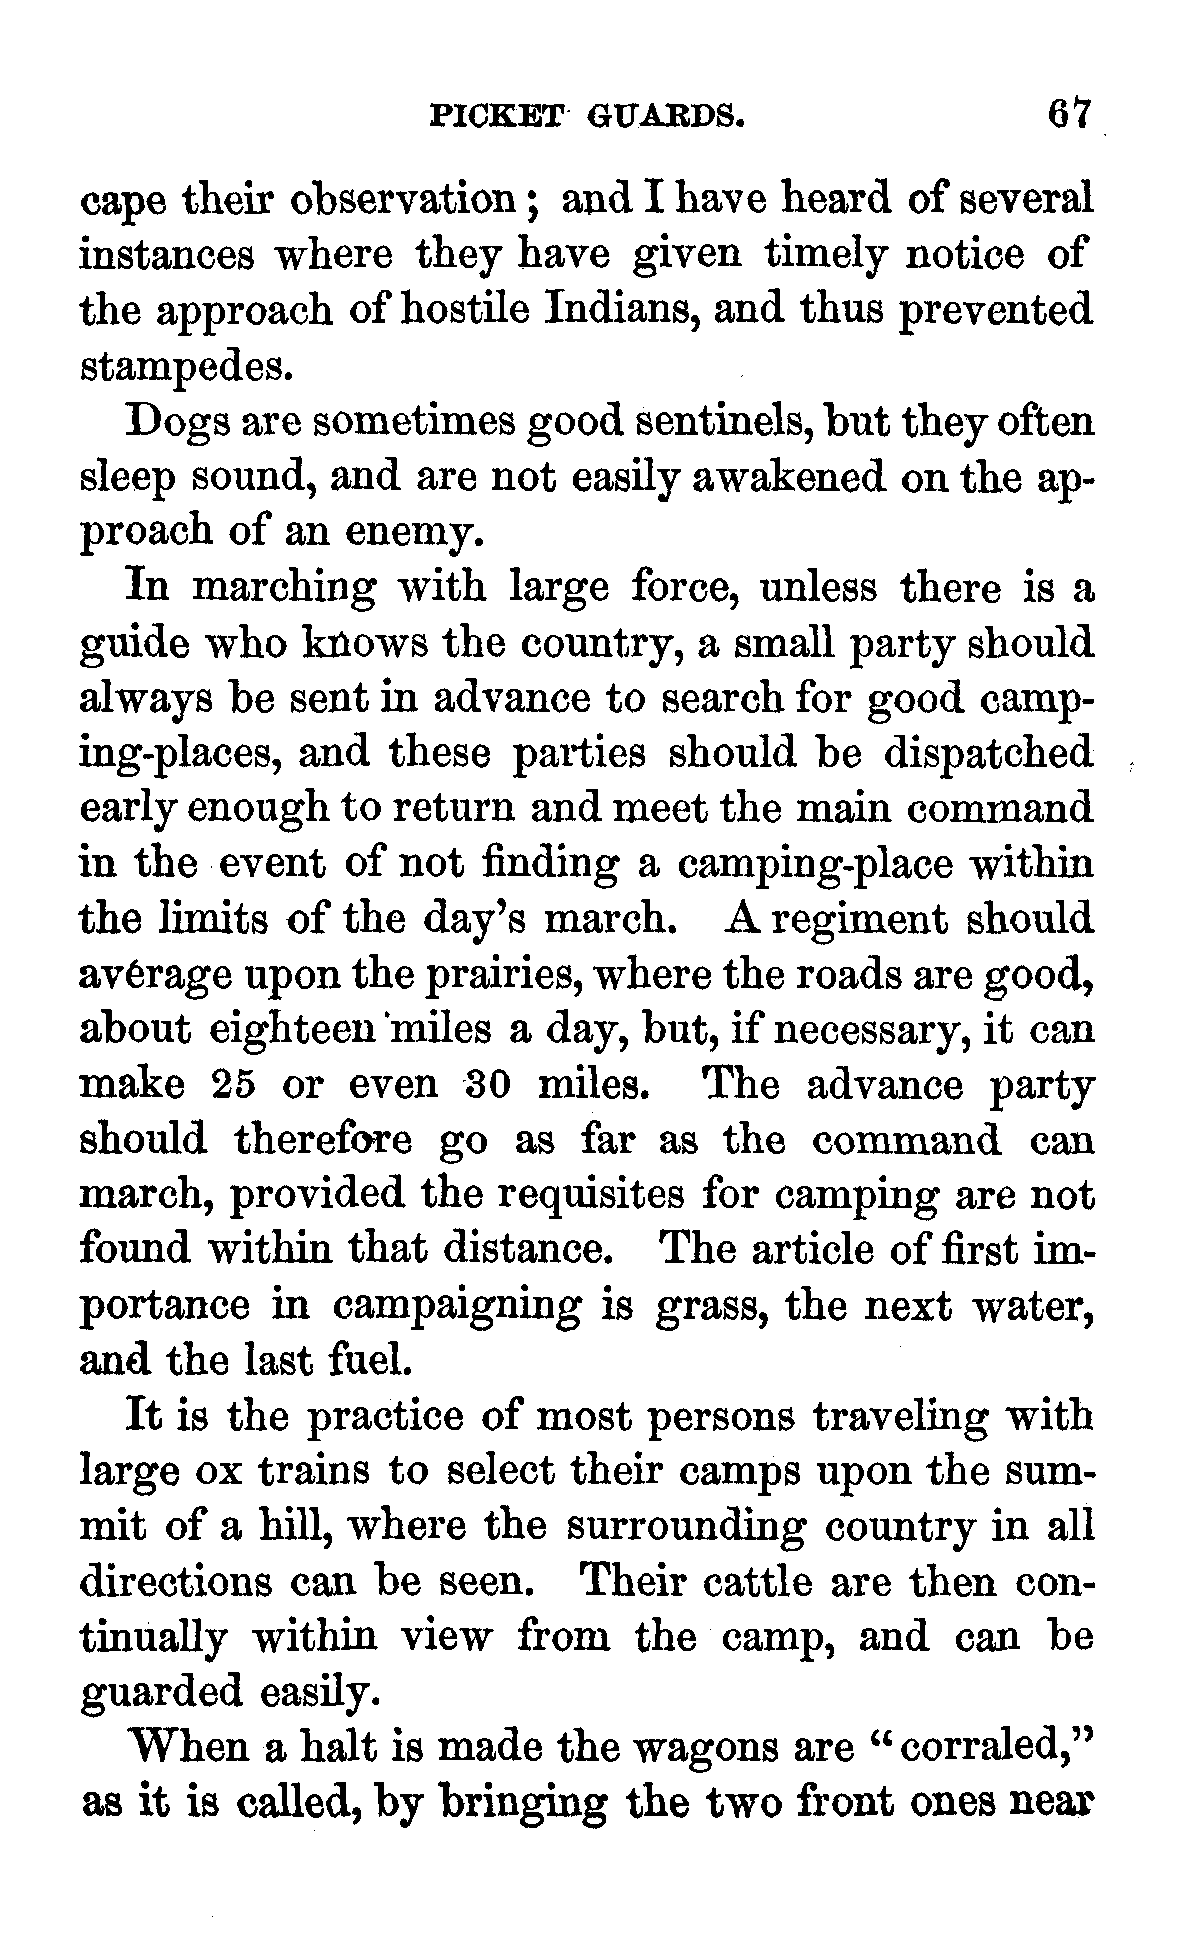 PICKET GUARDS. 67
cape their observation; and I have heard of several
instances where they have given timely notice of
the approach of hostile Indians, and thus prevented
stampedes.
Dogs are sometimes good sentinels, but they often
sleep sound, and are not easily awakened on the ap-
proach of an enemy.
In marching with large force, unless there is a
guide who knows the country, a small party should
always be sent in advance to search for good camp-
ing-places, and these parties should be dispatched
early enough to return and meet the main command
in the event of not finding a camping-place within
the limits of the day's march. A regiment should
average upon the prairies, where the roads are good,
about eighteen miles a day, but, if necessary, it can
make 25 or even 30 miles. The advance party
should therefore go as far as the command can
march, provided the requisites for camping are not
found within that distance. The article of first im-
portance in campaigning is grass, the next water,
and the last fuel.
It is the practice of most persons traveling with
large ox trains to select their camps upon the sum-
mit of a hill, where the surrounding country in all
directions can be seen. Their cattle are then con-
tinually within view from the camp, and can be
guarded easily.
When a halt is made the wagons are "corraled,"
as it is called, by bringing the two front ones near